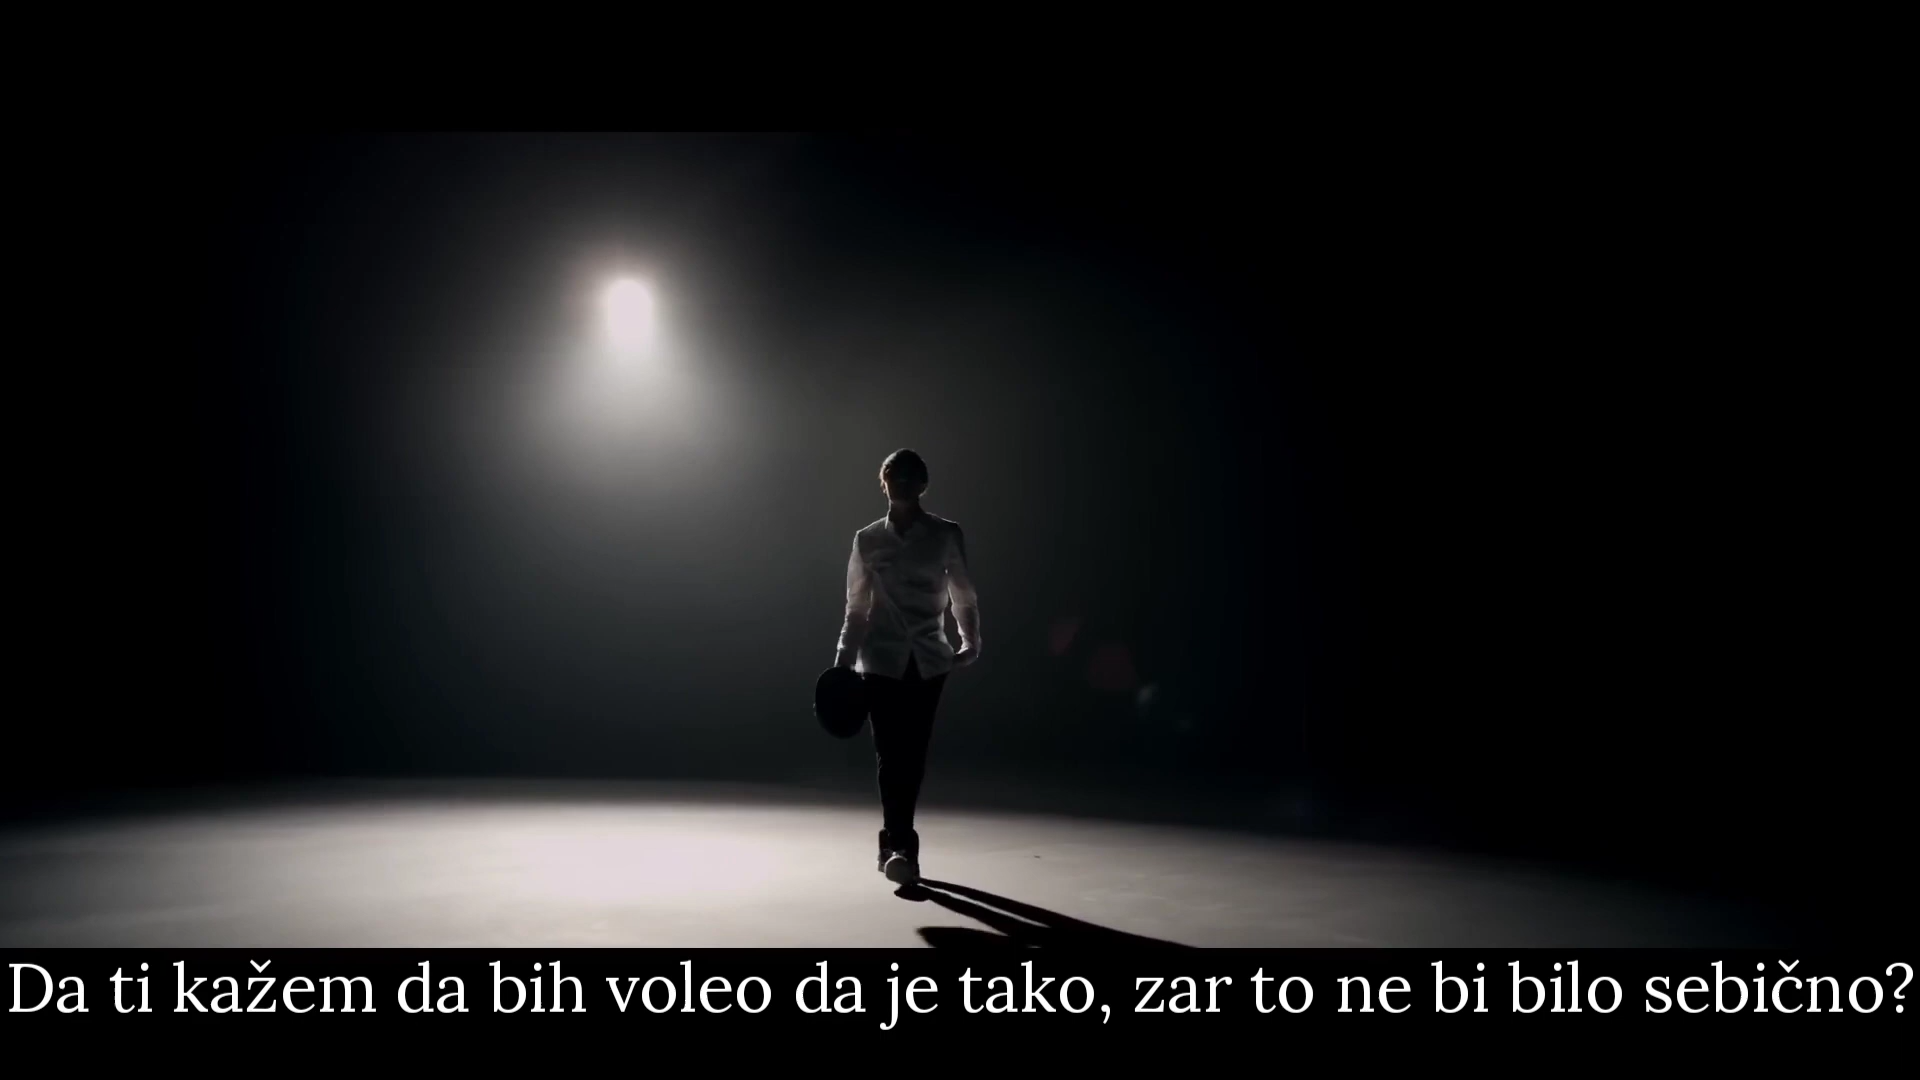 Da ti kažem da bih voleo da je tako, zar to ne bi bilo sebično?